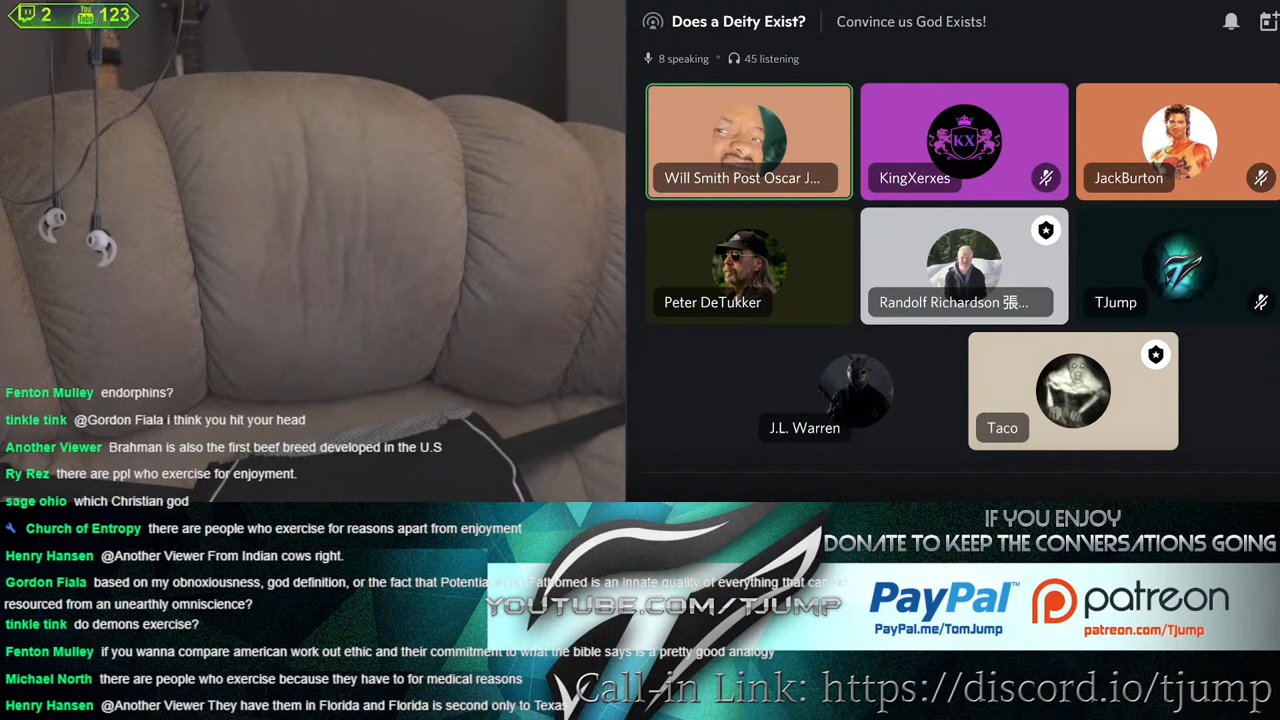 2
You Tube
123
Does a Deity Exist?
Convince us God Exists!
8 speaking • 45 listening
Will Smith Post Oscar J...
KX
KingXerxes
JackBurton
Peter DeTukker
Randolf Richardson 張...
TJump
J.L. Warren
Taco
Fenton Mulley endorphins?
tinkle tink @Gordon Fiala i think you hit your head
Another Viewer Brahman is also the first beef breed developed in the U.S
Ry Rez there are ppl who exercise for enjoyment.
sage ohio which Christian god
Church of Entropy there are people who exercise for reasons apart from enjoyment
Henry Hansen @Another Viewer From Indian cows right.
Gordon Fiala based on my obnoxiousness, god definition, or the fact that Potential Fathomed is an innate quality of everything that can be
resourced from an unearthly omniscience?
tinkle tink do demons exercise?
Fenton Mulley if you wanna compare american work out ethic and their commitment to what the bible says is a pretty good analogy
Michael North there are people who exercise because they have to for medical reasons
Henry Hansen @Another Viewer They have them in Florida and Florida is second only to Texas
IF YOU ENJOY
DONATE TO KEEP THE CONVERSATIONS GOING
YOUTUBE.COM/TJUMP
PayPal™
PayPal.me/TomJump
patreon
patreon.com/Tjump
Call-in Link: https://discord.io/tjump